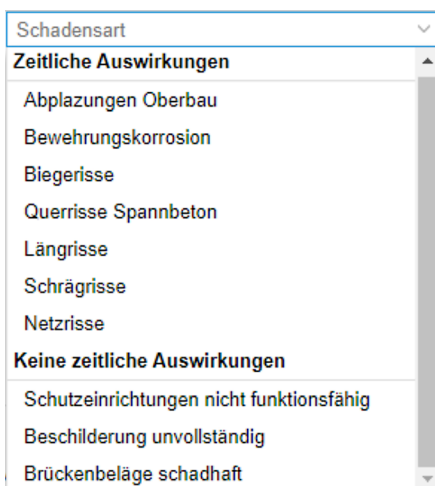 Schadensart
Zeitliche Auswirkungen
Abplazungen Oberbau
Bewehrungskorrosion
Biegerisse
Querrisse Spannbeton
Längrisse
Schrägrisse
Netzrisse
Keine zeitliche Auswirkungen
Schutzeinrichtungen nicht funktionsfähig
Beschilderung unvollständig
Brückenbeläge schadhaft